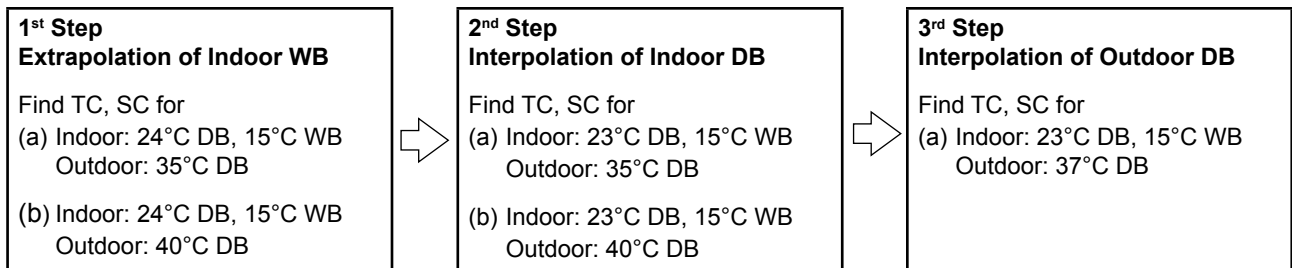 1st Step
Extrapolation of Indoor WB
Find TC, SC for
(a) Indoor: 24°C DB, 15°C WB
Outdoor: 35°C DB
(b) Indoor: 24°C DB, 15°C WB
Outdoor: 40°C DB
2nd Step
Interpolation of Indoor DB
Find TC, SC for
(a) Indoor: 23°C DB, 15°C WB
Outdoor: 35°C DB
(b) Indoor: 23°C DB, 15°C WB
Outdoor: 40°C DB
3rd Step
Interpolation of Outdoor DB
Find TC, SC for
(a) Indoor: 23°C DB, 15°C WB
Outdoor: 37°C DB